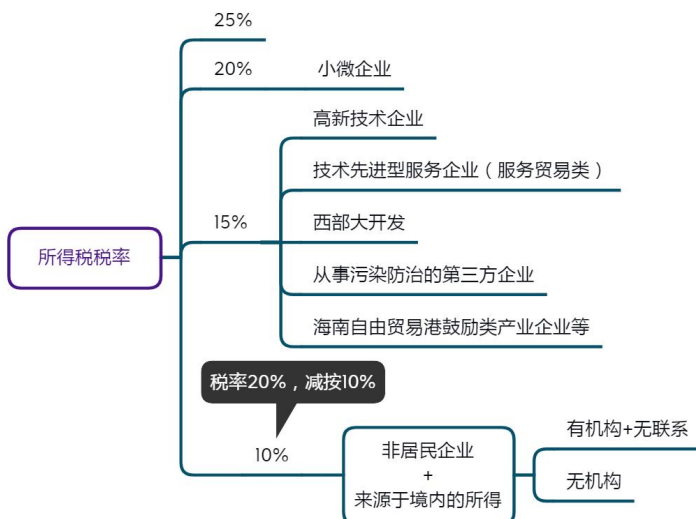 25%
20%
小微企业
高新技术企业
技术先进型服务企业（服务贸易类）
所得税税率
15%
西部大开发
从事污染防治的第三方企业
海南自由贸易港鼓励类产业企业等
税率20%，减按10%
10%
非居民企业
+
来源于境内的所得
有机构+无联系
无机构